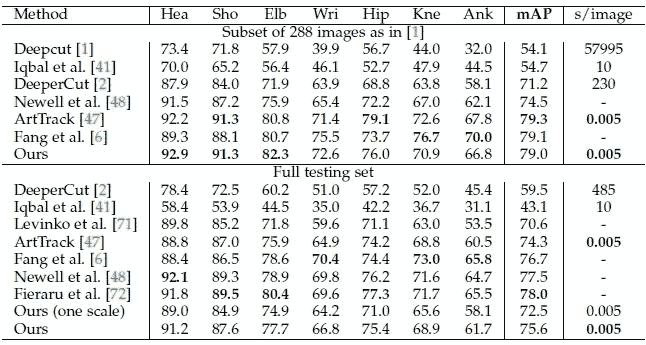 Method Hea Sho Elb Wri Hip Kne Ank mAP s/image
Subset of 288 images as in [1]
Deepcut [1] 73.4 71.8 57.9 39.9 56.7 44.0 32.0 54.1 57995
Iqbal et al. [41] 70.0 65.2 56.4 46.1 52.7 47.9 44.5 54.7 10
DeeperCut [2] 87.9 84.0 71.9 63.9 68.8 63.8 58.1 71.2 230
Newell et al. [48] 91.5 87.2 75.9 65.4 72.2 67.0 62.1 74.5 -
ArtTrack [47] 92.2 91.3 80.8 71.4 79.1 72.6 67.8 79.3 0.005
Fang et al. [6] 89.3 88.1 80.7 75.5 73.7 76.7 70.0 79.1 -
Ours 92.9 91.3 82.3 72.6 76.0 70.9 66.8 79.0 0.005
Full testing set
DeeperCut [2] 78.4 72.5 60.2 51.0 57.2 52.0 45.4 59.5 485
Iqbal et al. [41] 58.4 53.9 44.5 35.0 42.2 36.7 31.1 43.1 10
Levinko et al. [71] 89.8 85.2 71.8 59.6 71.1 63.0 53.5 70.6 -
ArtTrack [47] 88.8 87.0 75.9 64.9 74.2 68.8 60.5 74.3 0.005
Fang et al. [6] 88.4 86.5 78.6 70.4 74.4 73.0 65.8 76.7 -
Newell et al. [48] 92.1 89.3 78.9 69.8 76.2 71.6 64.7 77.5 -
Fieraru et al. [72] 91.8 89.5 80.4 69.6 77.3 71.7 65.5 78.0 -
Ours (one scale) 89.0 84.9 74.9 64.2 71.0 65.6 58.1 72.5 0.005
Ours 91.2 87.6 77.7 66.8 75.4 68.9 61.7 75.6 0.005